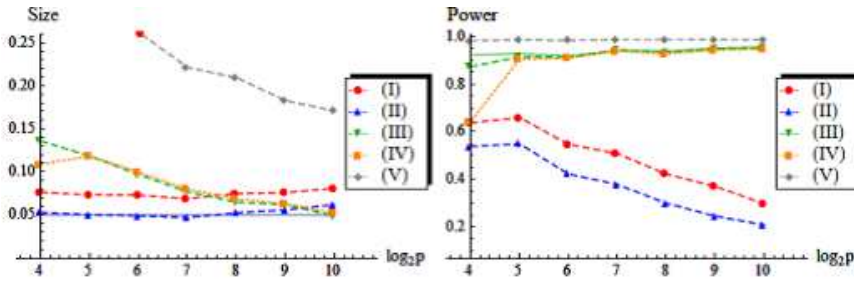 Size
0.25
0.20
0.15
0.10
0.05
4 5 6 7 8 9 10
log₂p
(I)
(II)
(III)
(IV)
(V)
Power
1.0
0.8
0.6
0.4
0.2
4 5 6 7 8 9 10
log₂p
(I)
(II)
(III)
(IV)
(V)